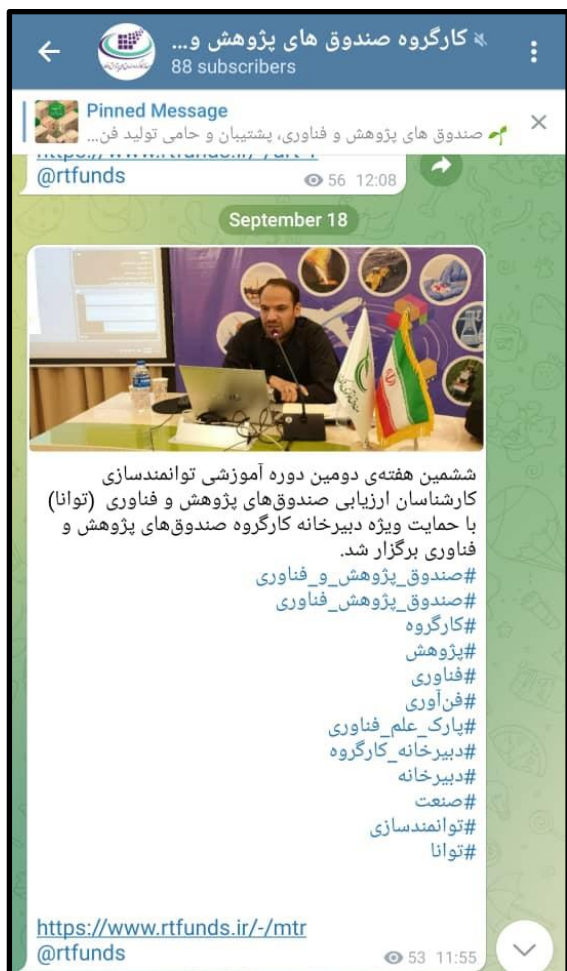 کارگروه صندوق های پژوهش و...
88 subscribers
Pinned Message
صندوق های پژوهش و فناوری، پشتیبان و حامی تولید فن...
@rtfunds
56 12:08
September 18
ششمین هفته‌ی دومین دوره آموزشی توانمندسازی
کارشناسان ارزیابی صندوق‌های پژوهش و فناوری (توانا)
با حمایت ویژه دبیرخانه کارگروه صندوق‌های پژوهش و
فناوری برگزار شد.
#صندوق_پژوهش_و_فناوری
#صندوق_پژوهش_فناوری
#کارگروه
#پژوهش
#فناوری
#فن‌آوری
#پارک_علم_فناوری
#دبیرخانه_کارگروه
#دبیرخانه
#صنعت
#توانمندسازی
#توانا
https://www.rtfunds.ir/-/mtr
@rtfunds
53 11:55